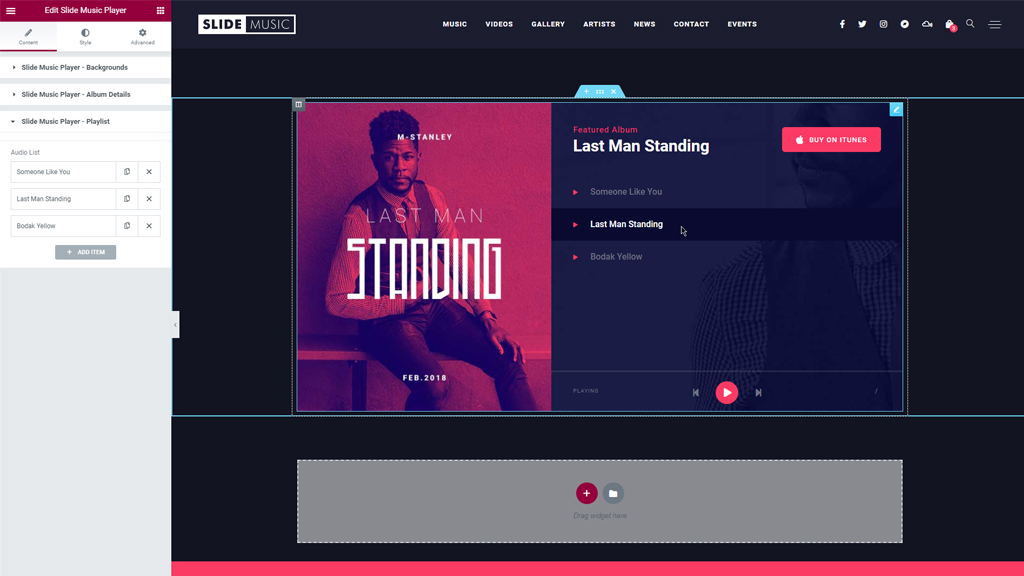 Edit Slide Music Player
Content
Style
Advanced
Slide Music Player - Backgrounds
Slide Music Player - Album Details
Slide Music Player - Playlist
Audio List
Someone Like You
Last Man Standing
Bodak Yellow
+ ADD ITEM
SLIDE MUSIC
MUSIC
VIDEOS
GALLERY
ARTISTS
NEWS
CONTACT
EVENTS
M-STANLEY
LAST MAN
STANDING
FEB.2018
Featured Album
Last Man Standing
BUY ON ITUNES
Someone Like You
Last Man Standing
Bodak Yellow
PLAYING
/
Drag widget here